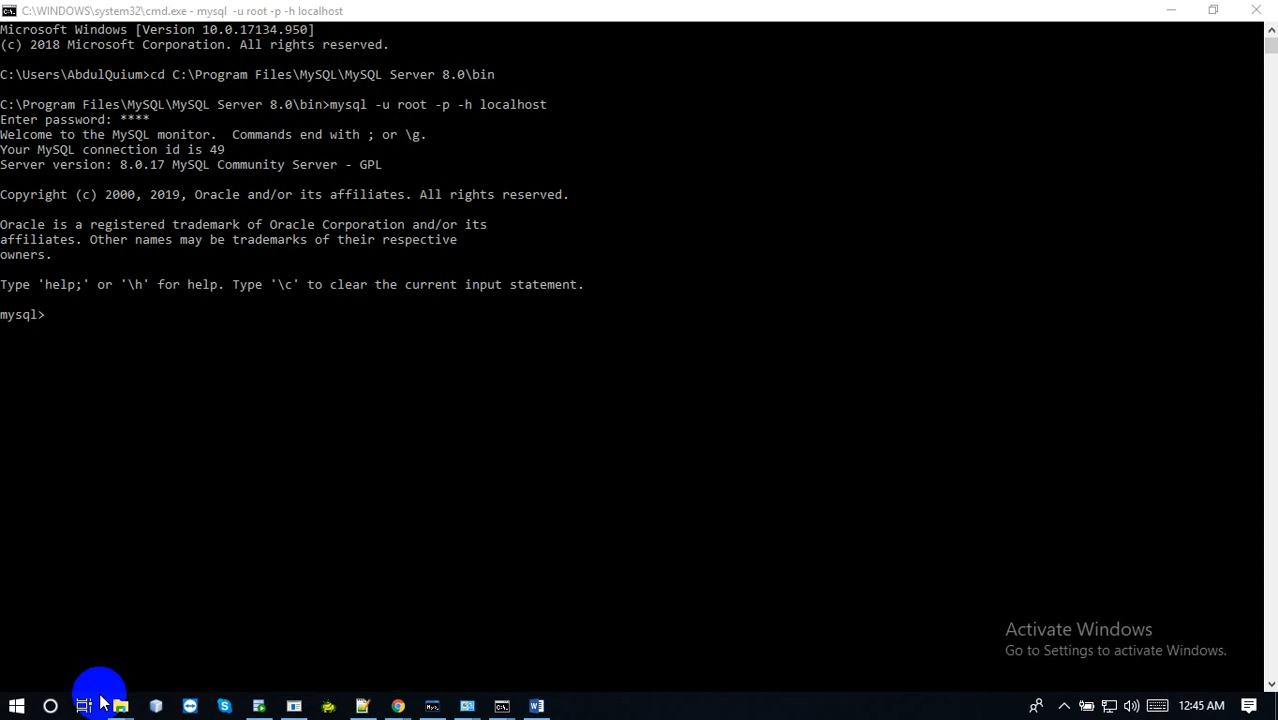 C:\WINDOWS\system32\cmd.exe - mysql -u root -p -h localhost
Microsoft Windows [Version 10.0.17134.950]
(c) 2018 Microsoft Corporation. All rights reserved.
C:\Users\AbdulQuium>cd C:\Program Files\MySQL\MySQL Server 8.0\bin
C:\Program Files\MySQL\MySQL Server 8.0\bin>mysql -u root -p -h localhost
Enter password: ****
Welcome to the MySQL monitor.  Commands end with ; or \g.
Your MySQL connection id is 49
Server version: 8.0.17 MySQL Community Server - GPL
Copyright (c) 2000, 2019, Oracle and/or its affiliates. All rights reserved.
Oracle is a registered trademark of Oracle Corporation and/or its
affiliates. Other names may be trademarks of their respective
owners.
Type 'help;' or '\h' for help. Type '\c' to clear the current input statement.
mysql>
Activate Windows
Go to Settings to activate Windows.
12:45 AM